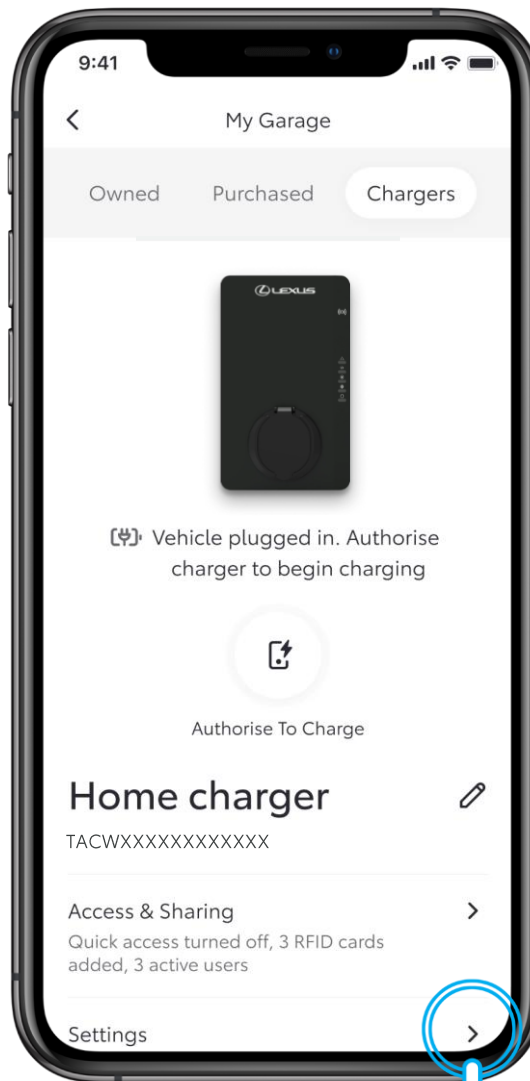 9:41
My Garage
Owned Purchased Chargers
LEXUS
Vehicle plugged in. Authorise
charger to begin charging
Authorise To Charge
Home charger
TACWXXXXXXXXXXXXX
Access & Sharing
Quick access turned off, 3 RFID cards
added, 3 active users
Settings